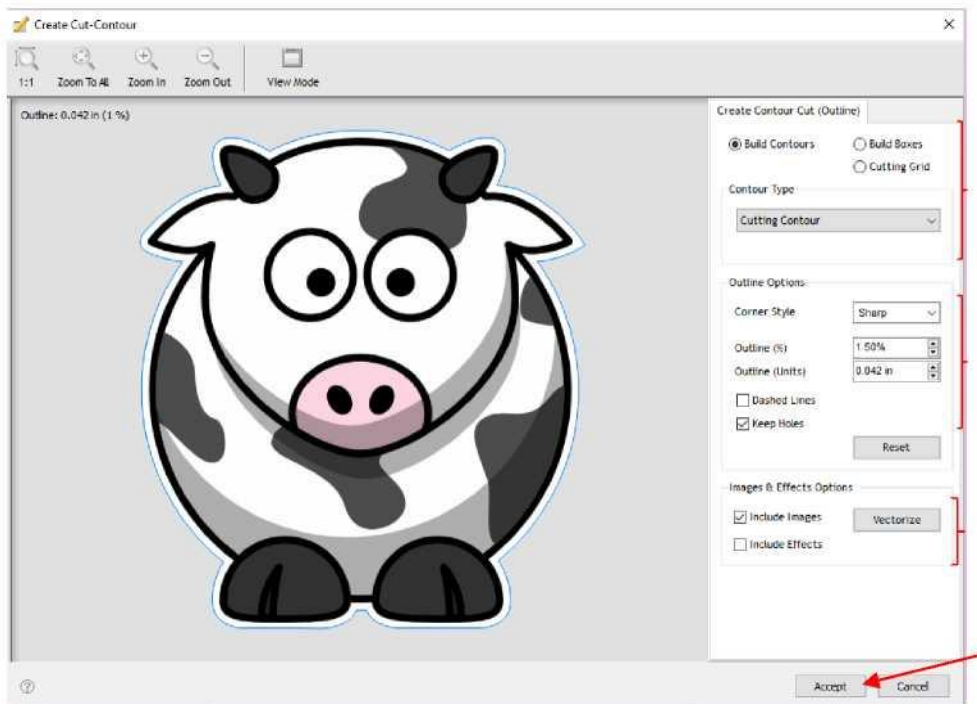 Create Cut-Contour
1:1 Zoom To All Zoom In Zoom Out View Mode
Outline: 0.042 in (1 %)
Create Contour Cut (Outline)
Build Contours Build Boxes
Cutting Grid
Contour Type
Cutting Contour
Outline Options
Corner Style Sharp
Outline (%) 1.50%
Outline (Units) 0.042 in
Dashed Lines
Keep Holes
Reset
Images & Effects Options
Include Images Vectorize
Include Effects
Accept Cancel